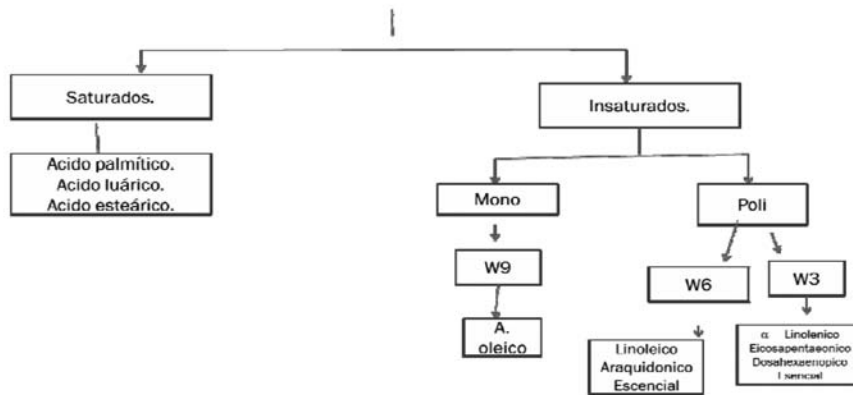 Saturados.
Insaturados.
Acido palmítico.
Acido luárico.
Acido esteárico.
Mono
Poli
W9
W6
W3
A.
oleico
Linoleico
Araquidonico
Escencial
α Linolenico
Eicosapentaeonico
Dosahexaenopico